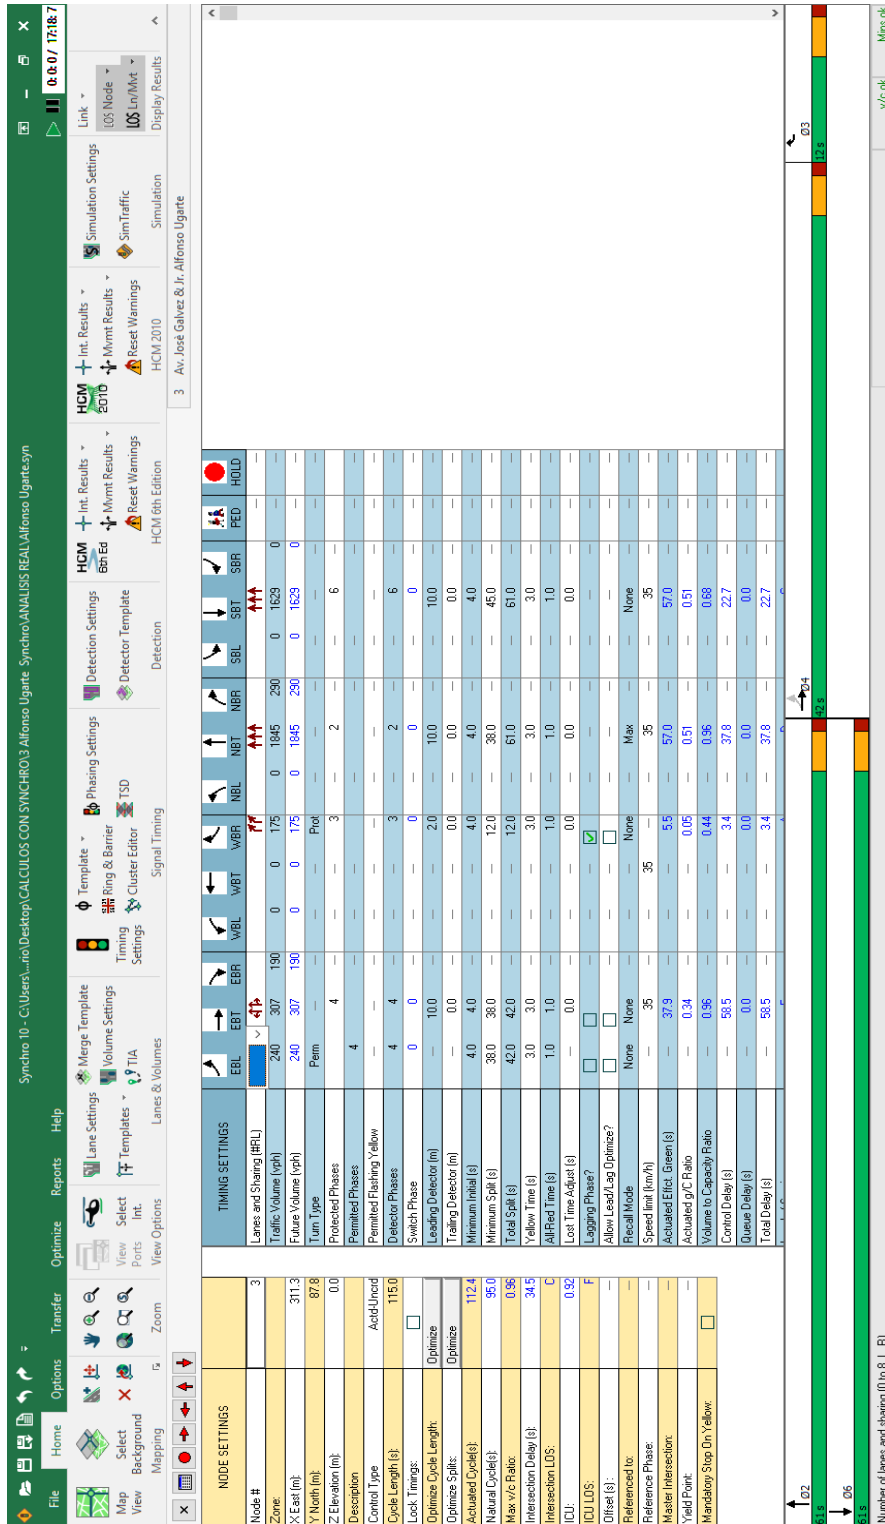 Synchro 10 - C:\Users\...rio\Desktop\CALCULOS CON SYNCHRO\3 Alfonso Ugarte Synchro\ANALISIS REAL\Alfonso Ugarte.syn
File Home Options Transfer Optimize Reports Help
0: 0: 0 / 17:18: 7
Map View
Select Background
Mapping
Zoom
View Ports
Select Int.
View Options
Lane Settings
Templates
Merge Template
Volume Settings
TIA
Lanes & Volumes
Timing Settings
Φ Template
Ring & Barrier
Cluster Editor
Phasing Settings
TSD
Signal Timing
Detection Settings
Detector Template
Detection
HCM 6th Ed
Int. Results
Mvmt Results
Reset Warnings
HCM 6th Edition
HCM 2010
Int. Results
Mvmt Results
Reset Warnings
HCM 2010
Simulation Settings
SimTraffic
Simulation
Link
LOS Node
LOS Ln/Mvt
Display Results
3 Av. José Galvez & Jr. Alfonso Ugarte
NODE SETTINGS
Node # 3
Zone:
X East (m): 311.3
Y North (m): 87.8
Z Elevation (m): 0.0
Description
Control Type Actd-Uncrd
Cycle Length (s): 115.0
Lock Timings:
Optimize Cycle Length: Optimize
Optimize Splits: Optimize
Actuated Cycle(s): 112.4
Natural Cycle(s): 95.0
Max v/c Ratio: 0.96
Intersection Delay (s): 34.5
Intersection LOS: C
ICU: 0.92
ICU LOS: F
Offset (s) : —
Referenced to: —
Reference Phase: —
Master Intersection: —
Yield Point: —
Mandatory Stop On Yellow:
TIMING SETTINGS EBL EBT EBR WBL WBT WBR NBL NBT NBR SBL SBT SBR PED HOLD
Lanes and Sharing (#RL) — —
Traffic Volume (vph) 240 307 190 0 0 175 0 1845 290 0 1629 0 — —
Future Volume (vph) 240 307 190 0 0 175 0 1845 290 0 1629 0 — —
Turn Type Perm — — — — Prot — — — — — — — —
Protected Phases 4 3 2 6 — —
Permitted Phases 4 — —
Permitted Flashing Yellow — — — — — — — — — — — — — —
Detector Phases 4 4 — — — 3 — 2 — — 6 — — —
Switch Phase 0 0 — — — 0 — 0 — — 0 — — —
Leading Detector (m) — 10.0 — — — 2.0 — 10.0 — — 10.0 — — —
Trailing Detector (m) — 0.0 — — — 0.0 — 0.0 — — 0.0 — — —
Minimum Initial (s) 4.0 4.0 — — — 4.0 — 4.0 — — 4.0 — — —
Minimum Split (s) 38.0 38.0 — — — 12.0 — 38.0 — — 45.0 — — —
Total Split (s) 42.0 42.0 — — — 12.0 — 61.0 — — 61.0 — — —
Yellow Time (s) 3.0 3.0 — — — 3.0 — 3.0 — — 3.0 — — —
All-Red Time (s) 1.0 1.0 — — — 1.0 — 1.0 — — 1.0 — — —
Lost Time Adjust (s) — 0.0 — — — 0.0 — 0.0 — — 0.0 — — —
Lagging Phase? — — — — — — — — — —
Allow Lead/Lag Optimize? — — — — — — — — — —
Recall Mode None None — — — None — Max — — None — — —
Speed limit (km/h) — 35 — — 35 — — 35 — — 35 — — —
Actuated Effct. Green (s) — 37.9 — — — 5.5 — 57.0 — — 57.0 — — —
Actuated g/C Ratio — 0.34 — — — 0.05 — 0.51 — — 0.51 — — —
Volume to Capacity Ratio — 0.96 — — — 0.44 — 0.96 — — 0.68 — — —
Control Delay (s) — 58.5 — — — 3.4 — 37.8 — — 22.7 — — —
Queue Delay (s) — 0.0 — — — 0.0 — 0.0 — — 0.0 — — —
Total Delay (s) — 58.5 — — — 3.4 — 37.8 — — 22.7 — — —
Ø2
61 s
Ø4
42 s
Ø3
12 s
Ø6
61 s
Number of lanes and sharing (0 to 8, L, R)
v/c ok
Mins ok